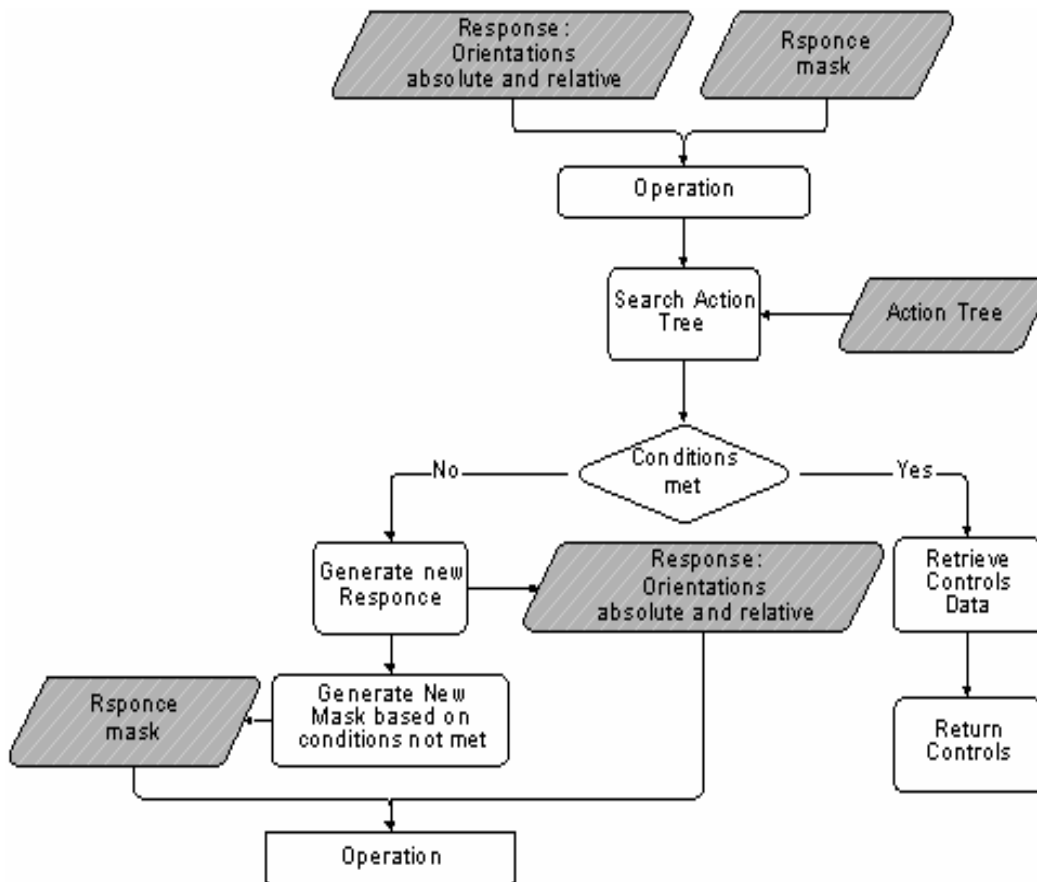 Response:
Orientations
absolute and relative
Rsponce
mask
Operation
Search Action
Tree
Action Tree
Conditions
met
No
Yes
Generate new
Responce
Response:
Orientations
absolute and relative
Retrieve
Controls
Data
Rsponce
mask
Generate New
Mask based on
conditions not met
Return
Controls
Operation